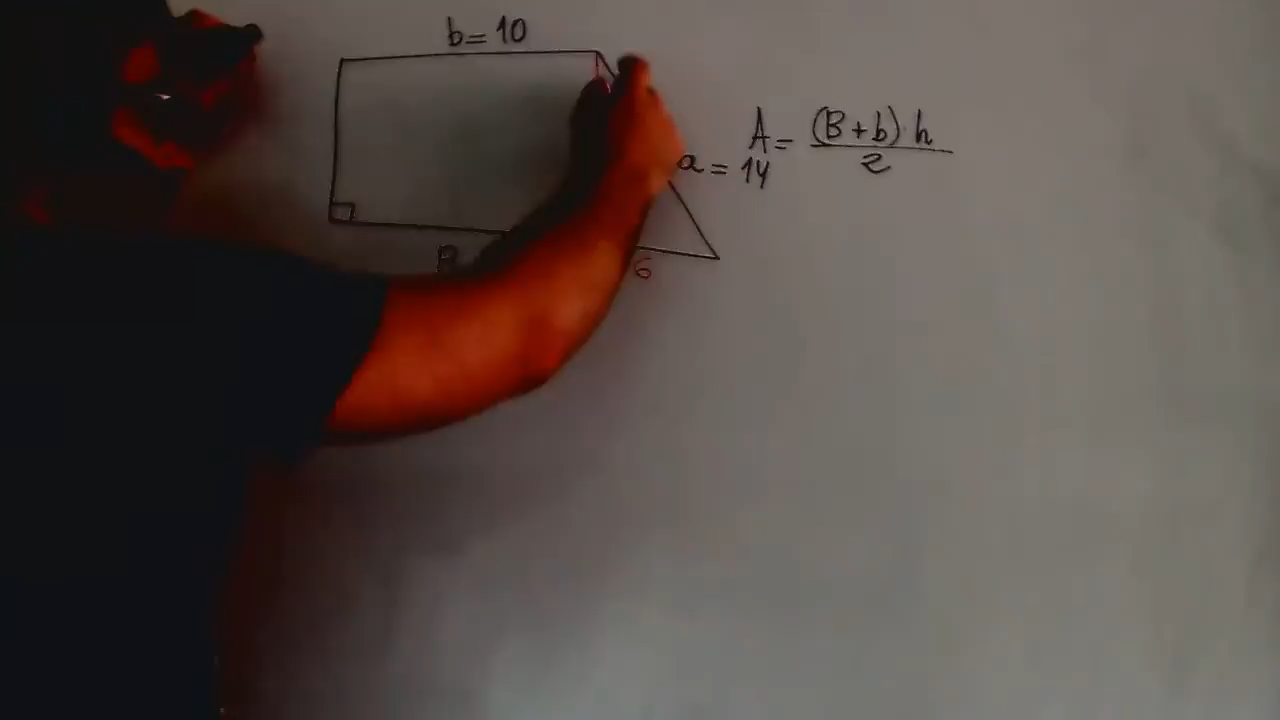 b = 10
A = (B + b) · h
2
a = 14
B
6